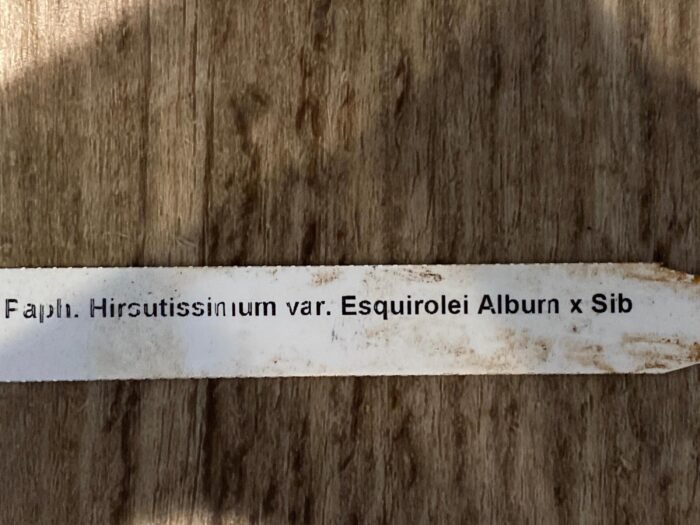 Paph. Hirsutissimum var. Esquirolei Alburn x Sib